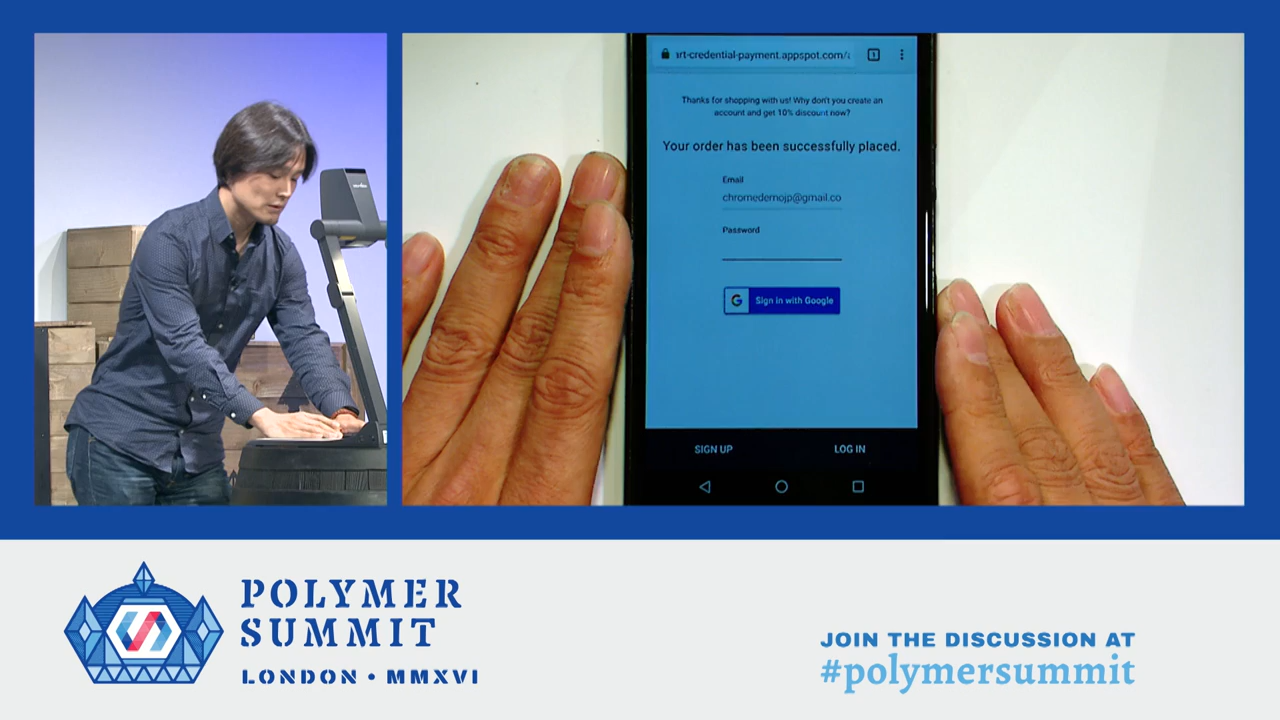 art-credential-payment.appspot.com/
Thanks for shopping with us! Why don't you create an
account and get 10% discount now?
Your order has been successfully placed.
Email
chromedemojp@gmail.co
Password
Sign in with Google
SIGN UP
LOG IN
POLYMER
SUMMIT
LONDON • MMXVI
JOIN THE DISCUSSION AT
#polymersummit